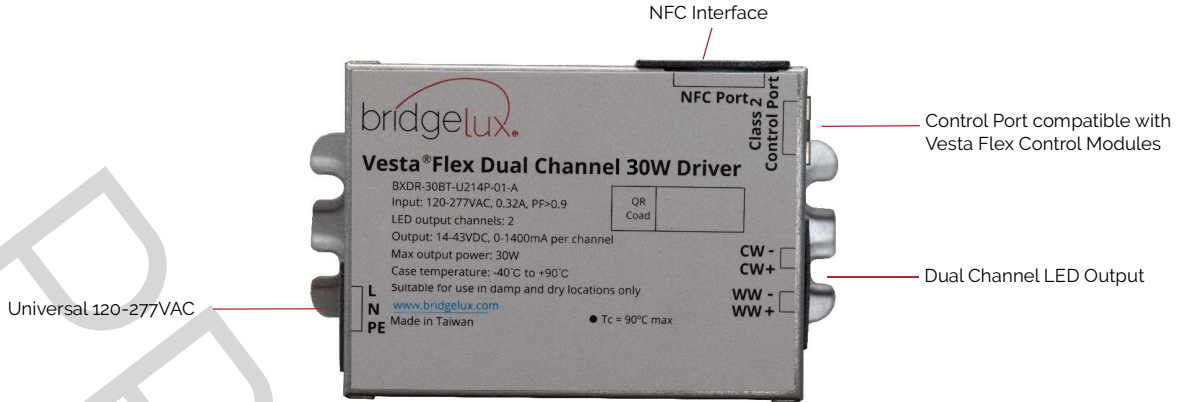 NFC Interface
NFC Port
Class 2
Control Port
bridgelux.
Control Port compatible with
Vesta Flex Control Modules
Vesta®Flex Dual Channel 30W Driver
BXDR-30BT-U214P-01-A
Input: 120-277VAC, 0.32A, PF>0.9
QR
Coad
LED output channels: 2
Output: 14-43VDC, 0-1400mA per channel
Max output power: 30W
Case temperature: -40°C to +90°C
Suitable for use in damp and dry locations only
CW -
CW+
Dual Channel LED Output
WW -
WW +
Universal 120-277VAC
L
N
PE
www.bridgelux.com
Made in Taiwan
● Tc = 90°C max